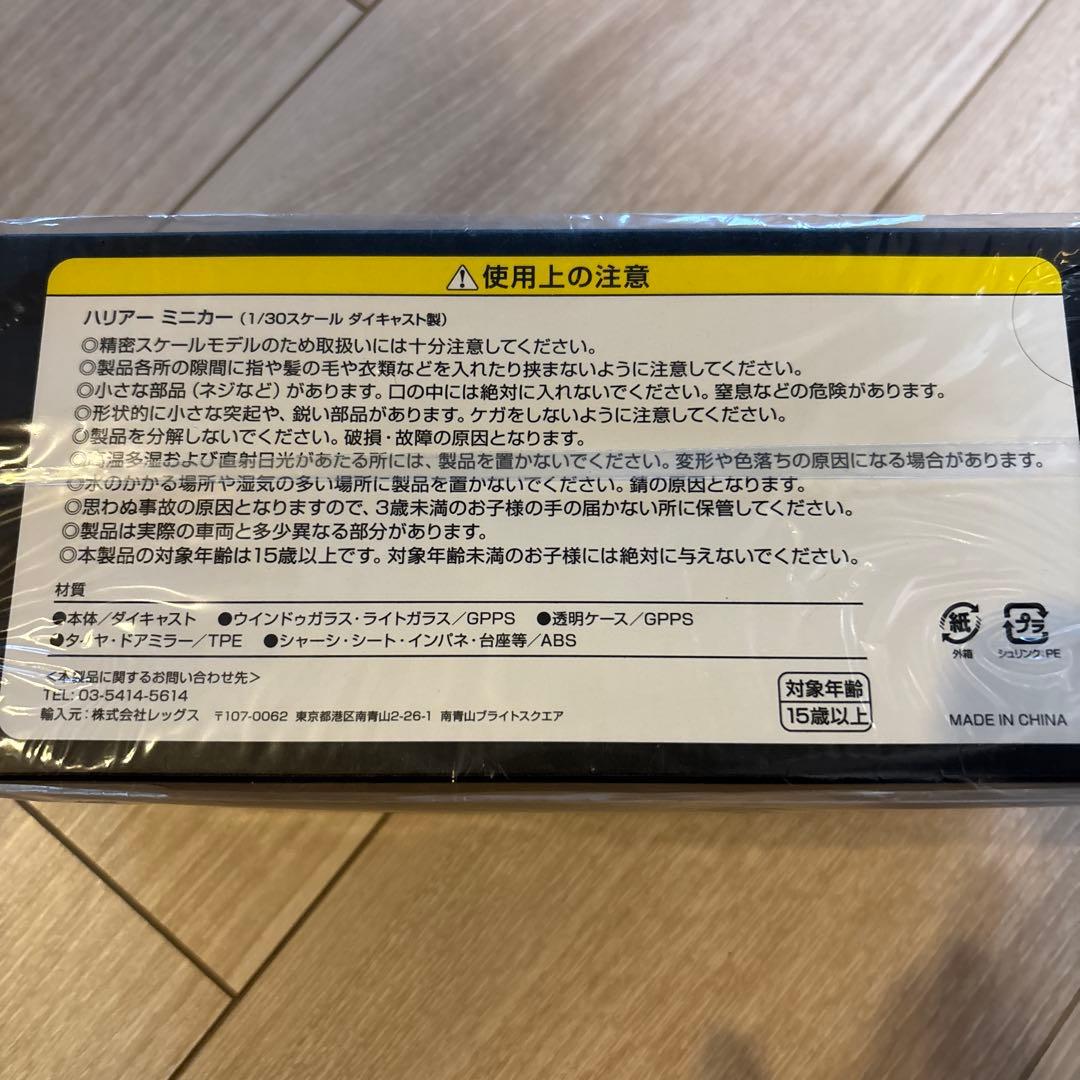 ⚠使用上の注意
ハリアー ミニカー（1/30スケール ダイキャスト製）
◎精密スケールモデルのため取扱いには十分注意してください。
◎製品各所の隙間に指や髪の毛や衣類などを入れたり挟まないように注意してください。
◎小さな部品（ネジなど）があります。口の中には絶対に入れないでください。窒息などの危険があります。
◎形状的に小さな突起や、鋭い部品があります。ケガをしないように注意してください。
◎製品を分解しないでください。破損・故障の原因となります。
◎高温多湿および直射日光があたる所には、製品を置かないでください。変形や色落ちの原因になる場合があります。
◎水のかかる場所や湿気の多い場所に製品を置かないでください。錆の原因となります。
◎思わぬ事故の原因となりますので、3歳未満のお子様の手の届かない所に保管してください。
◎製品は実際の車両と多少異なる部分があります。
◎本製品の対象年齢は15歳以上です。対象年齢未満のお子様には絶対に与えないでください。
材質
●本体／ダイキャスト ●ウインドゥガラス・ライトガラス／GPPS ●透明ケース／GPPS
●タイヤ・ドアミラー／TPE ●シャーシ・シート・インパネ・台座等／ABS
＜本製品に関するお問い合わせ先＞
TEL: 03-5414-5614
輸入元：株式会社レッグス 〒107-0062 東京都港区南青山2-26-1 南青山ブライトスクエア
対象年齢
15歳以上
紙
外箱
プラ
シュリンク：PE
MADE IN CHINA